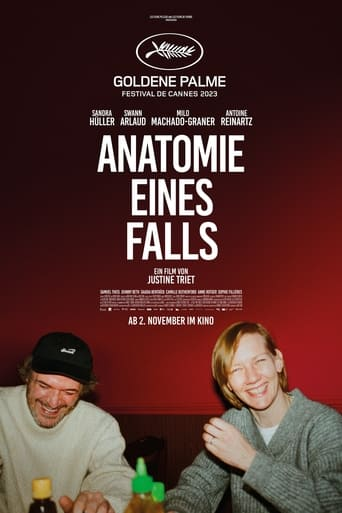 GOLDENE PALME
FESTIVAL DE CANNES 2023
SANDRA HÜLLER SWANN ARLAUD MILO MACHADO-GRANER ANTOINE REINARTZ
ANATOMIE
EINES
FALLS
EIN FILM VON
JUSTINE TRIET
AB 2. NOVEMBER IM KINO